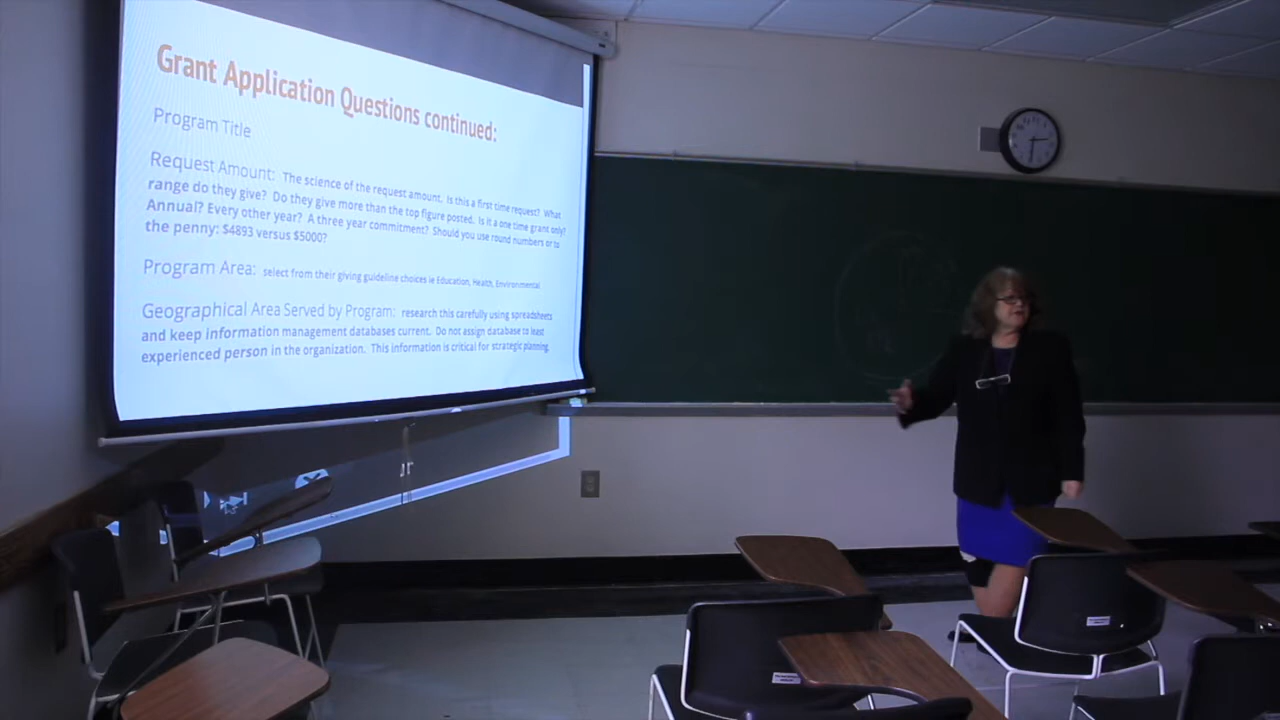 Grant Application Questions continued:
Program Title
Request Amount: The science of the request amount. Is this a first time request? What
range do they give? Do they give more than the top figure posted. Is it a one time grant only?
Annual? Every other year? A three year commitment? Should you use round numbers or to
the penny: $4893 versus $5000?
Program Area: select from their giving guideline choices ie Education, Health, Environmental
Geographical Area Served by Program: research this carefully using spreadsheets
and keep information management databases current. Do not assign database to least
experienced person in the organization. This information is critical for strategic planning.